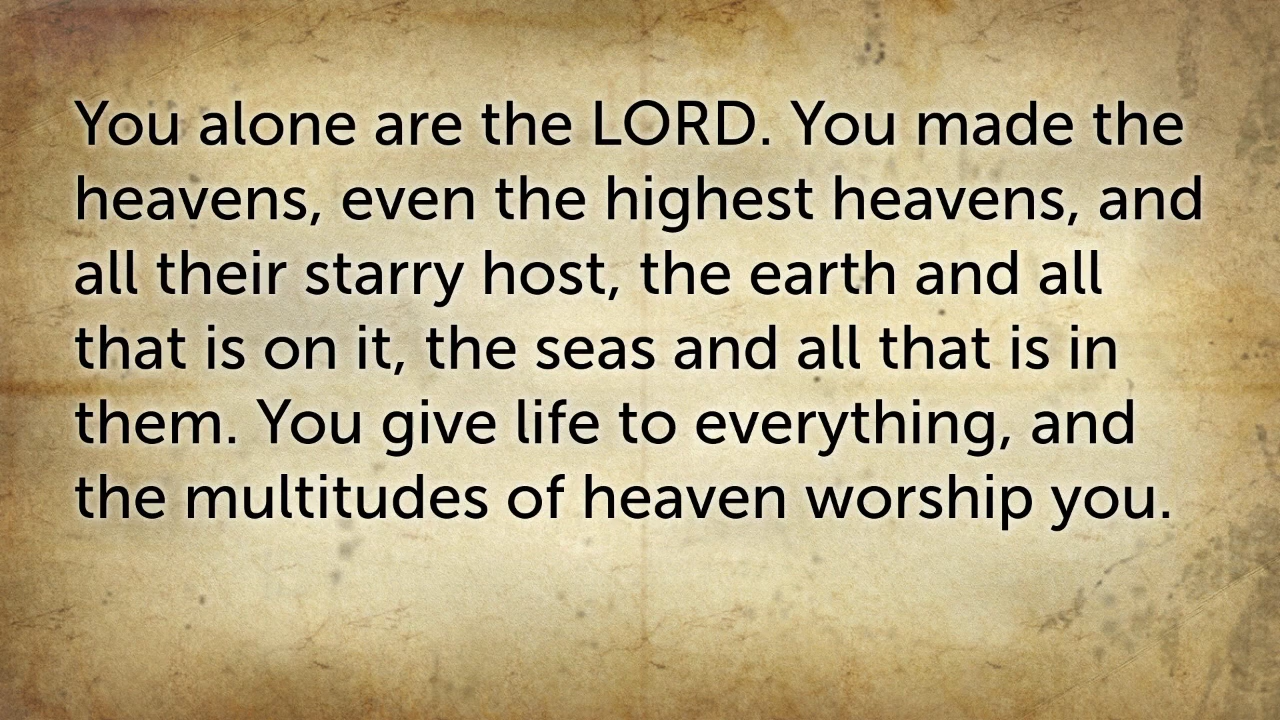 You alone are the LORD. You made the
heavens, even the highest heavens, and
all their starry host, the earth and all
that is on it, the seas and all that is in
them. You give life to everything, and
the multitudes of heaven worship you.